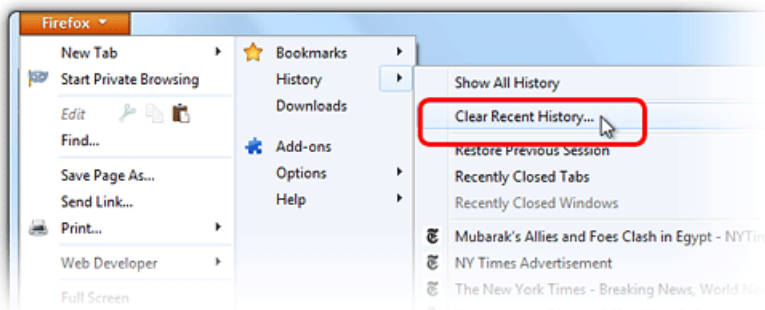 Firefox
New Tab
Start Private Browsing
Edit
Find...
Save Page As...
Send Link...
Print...
Web Developer
Full Screen
Bookmarks
History
Downloads
Add-ons
Options
Help
Show All History
Clear Recent History...
Restore Previous Session
Recently Closed Tabs
Recently Closed Windows
Mubarak's Allies and Foes Clash in Egypt - NYTim
NY Times Advertisement
The New York Times - Breaking News, World Ne